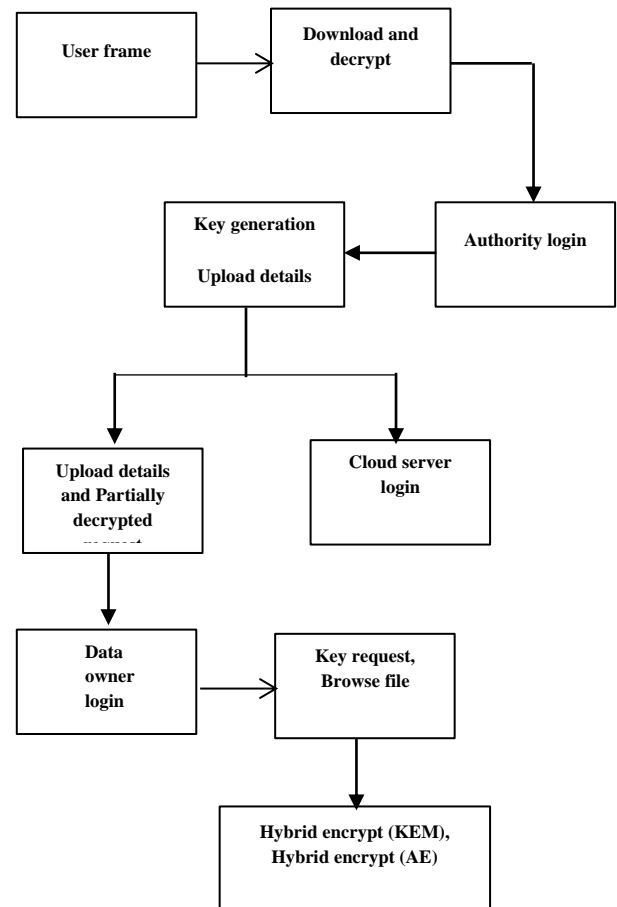 User frame
Download and
decrypt
Key generation
Authority login
Upload details
Upload details
and Partially
decrypted
Cloud server
login
Data
owner
login
Key request,
Browse file
Hybrid encrypt (KEM),
Hybrid encrypt (AE)